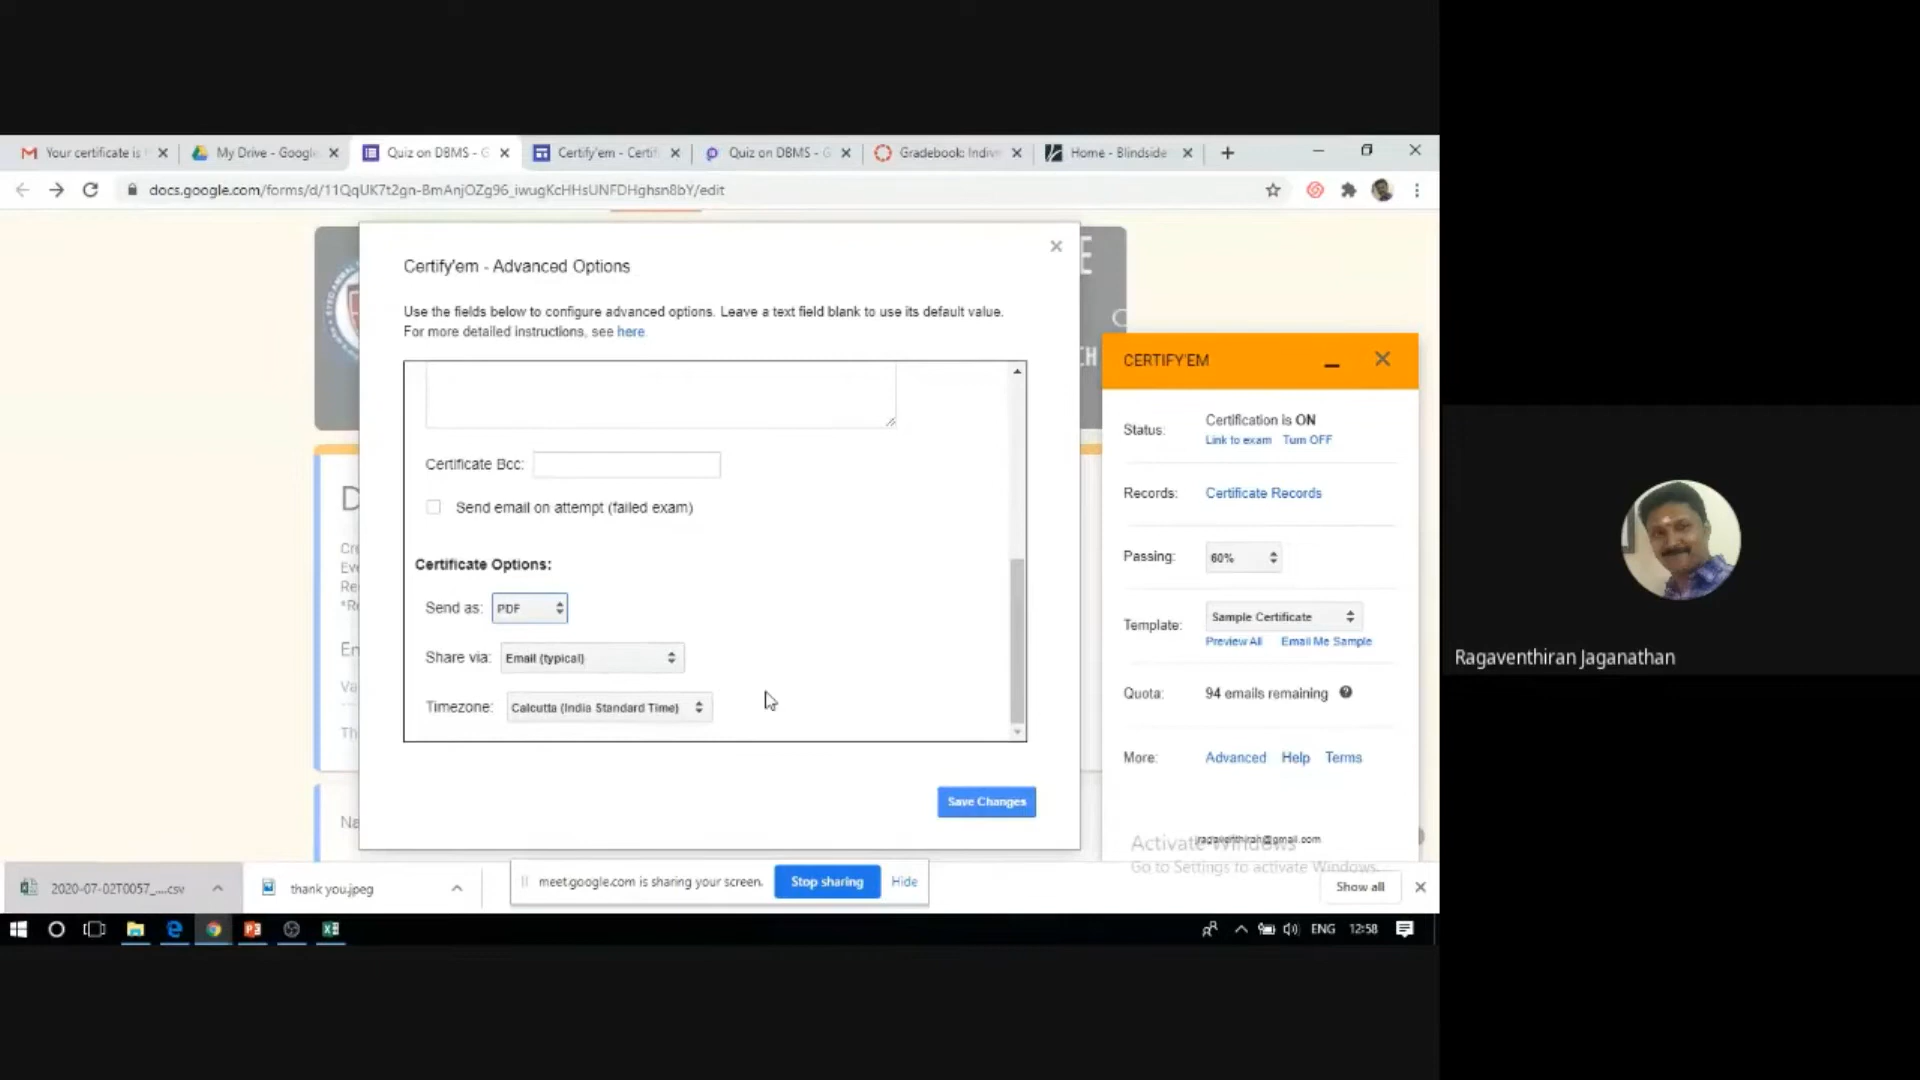 Your certificate is
My Drive - Google
Quiz on DBMS - G
Certify'em - Certif
Quiz on DBMS - G
Gradebook: Indiv
Home - Blindside
docs.google.com/forms/d/11QqUK7t2gn-BmAnjOZg96_iwugKcHHsUNFDHghsn8bY/edit
Certify'em - Advanced Options
Use the fields below to configure advanced options. Leave a text field blank to use its default value.
For more detailed instructions, see here
Certificate Bcc:
Send email on attempt (failed exam)
Certificate Options:
Send as: PDF
Share via: Email (typical)
Timezone: Calcutta (India Standard Time)
Save Changes
CERTIFY'EM
Status: Certification is ON
Link to exam Turn OFF
Records: Certificate Records
Passing: 60%
Template: Sample Certificate
Preview All Email Me Sample
Quota: 94 emails remaining
More: Advanced Help Terms
Activate Windows
Go to Settings to activate Windows.
Ragaventhiran Jaganathan
2020-07-02T0057_....csv
thank you.jpeg
meet.google.com is sharing your screen.
Stop sharing
Hide
Show all
ENG
12:58